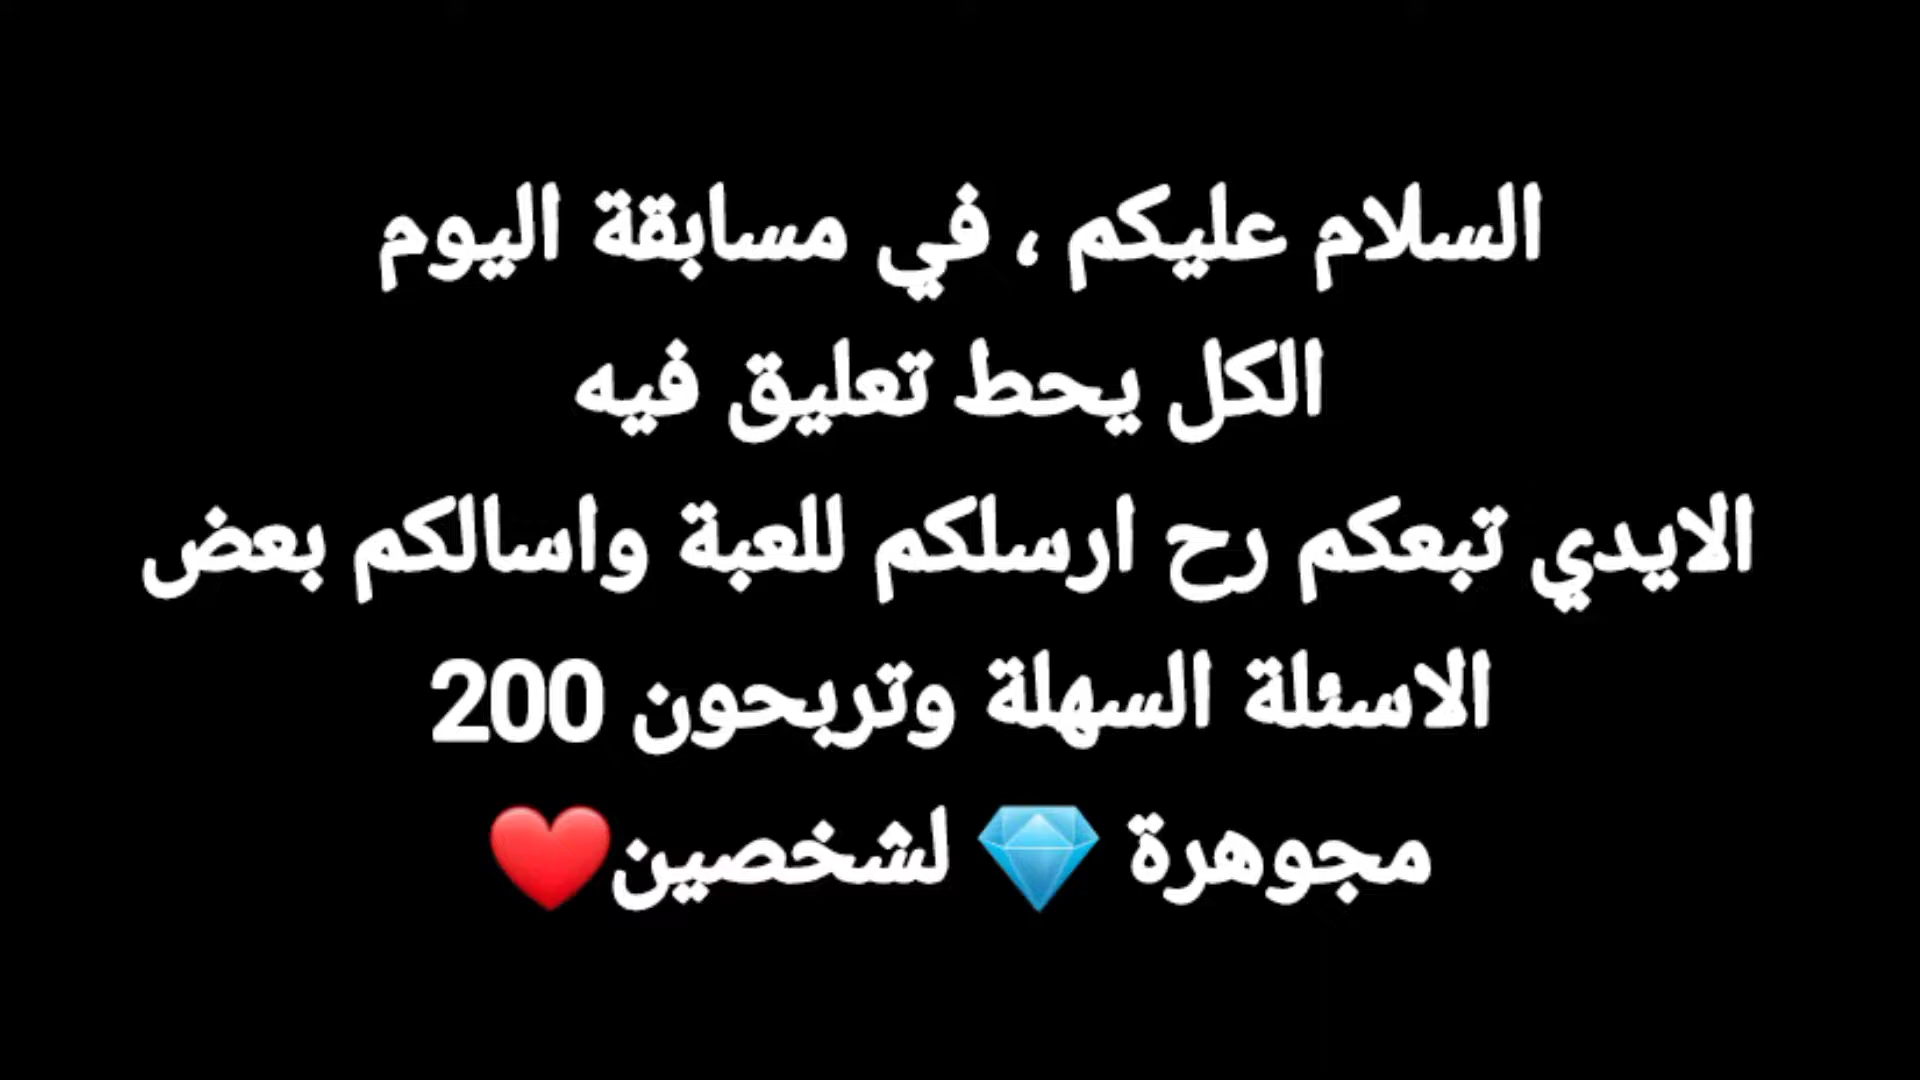 السلام عليكم ، في مسابقة اليوم
الكل يحط تعليق فيه
الايدي تبعكم رح ارسلكم للعبة واسالكم بعض
الاسئلة السهلة وتربحون 200
مجوهرة 💎 لشخصين❤️